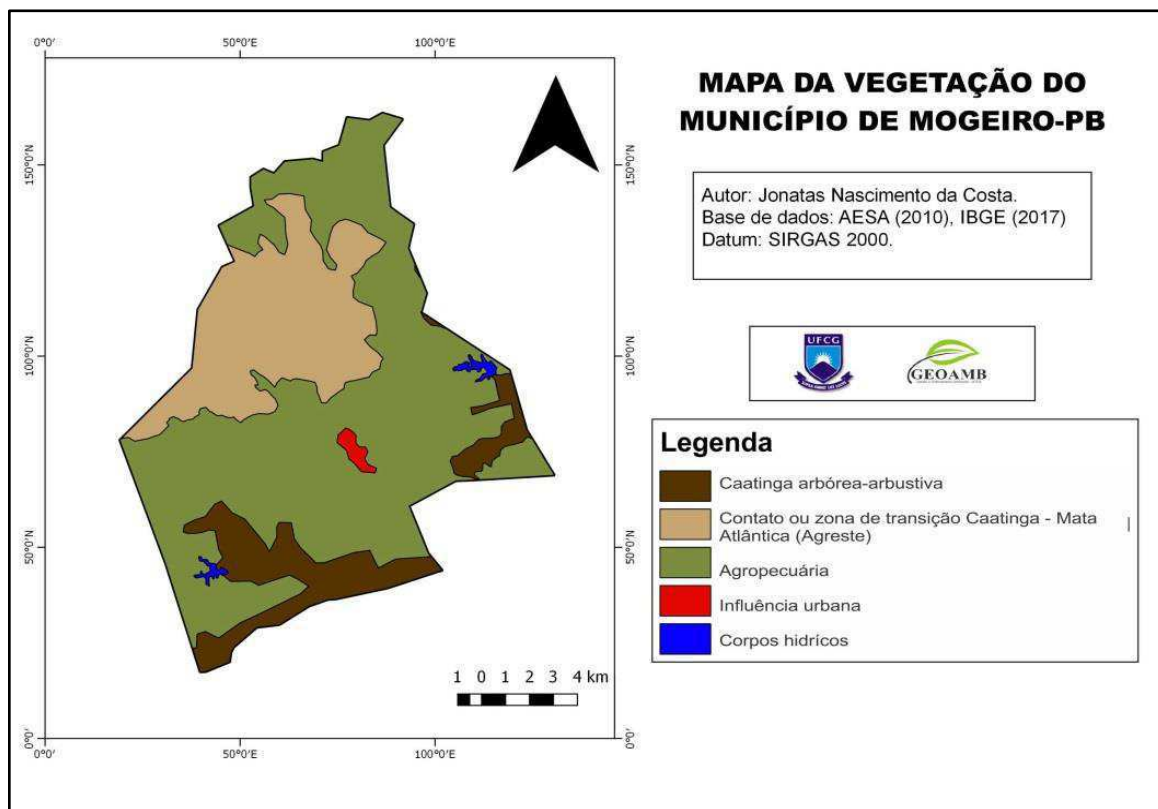 MAPA DA VEGETAÇÃO DO
MUNICÍPIO DE MOGEIRO-PB
Autor: Jonatas Nascimento da Costa.
Base de dados: AESA (2010), IBGE (2017)
Datum: SIRGAS 2000.
UFCG
GEOAMB
Legenda
Caatinga arbórea-arbustiva
Contato ou zona de transição Caatinga - Mata
Atlântica (Agreste)
Agropecuária
Influência urbana
Corpos hidrícos
0°0'
50°0'E
100°0'E
150°0'N
150°0'N
100°0'N
100°0'N
50°0'N
50°0'N
0°0'
0°0'
1 0 1 2 3 4 km
0°0'
50°0'E
100°0'E